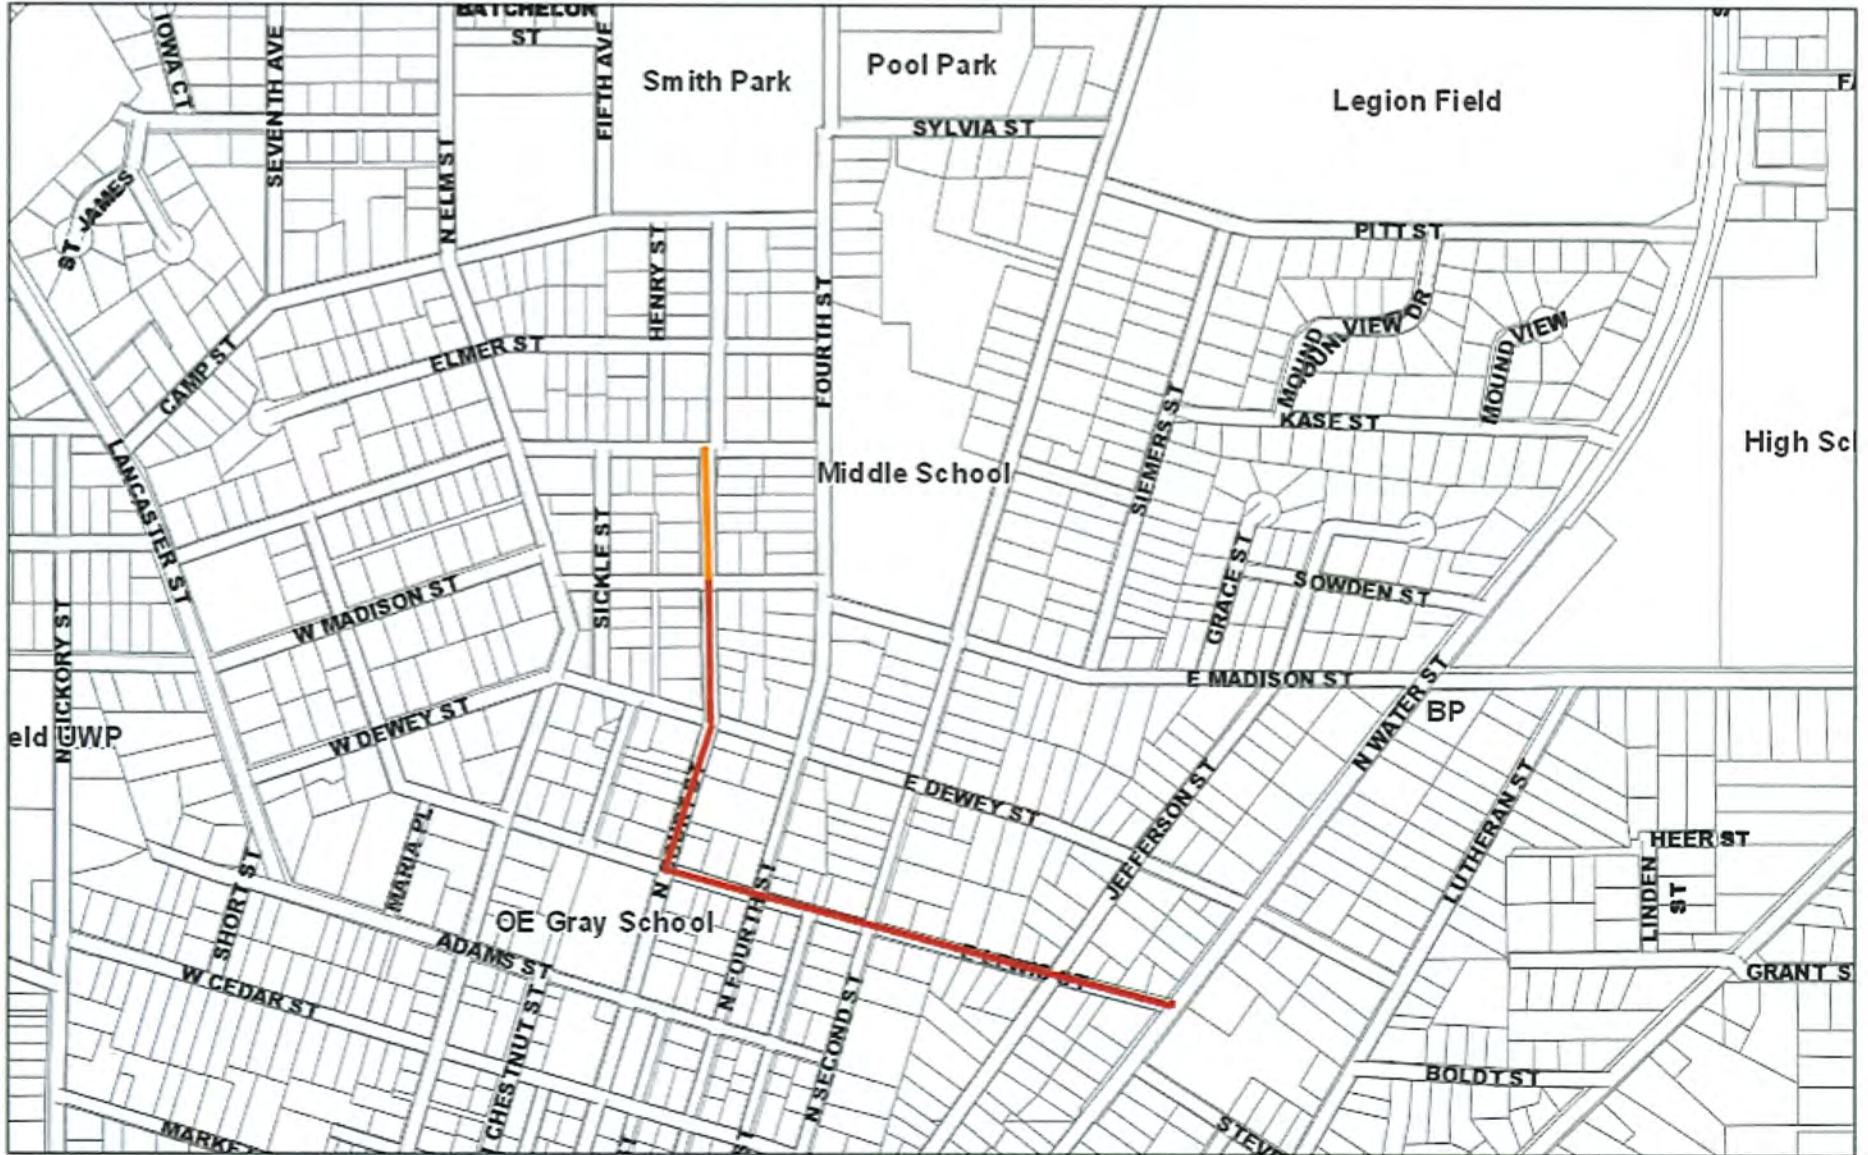 BATCHELOR
ST
IOWA CT
SEVENTH AVE
N ELM ST
FIFTH AVE
Smith Park
Pool Park
SYLVIA ST
Legion Field
ST JAMES
HENRY ST
PITT ST
CAMP ST
ELMER ST
FOURTH ST
MOUND
VIEW DR
MOUND
MOUND VIEW
KASE ST
SIEMERS ST
High Sc
LANCASTER ST
Middle School
SICKLE ST
GRACE ST
SOWDEN ST
W MADISON ST
N HICKORY ST
E MADISON ST
N WATER ST
BP
eld UWP
W DEWEY ST
E DEWEY ST
JEFFERSON ST
LUTHERAN ST
HEER ST
LINDEN
ST
MARIA PL
SHORT ST
N
OE Gray School
N FOURTH ST
ADAMS ST
W CEDAR ST
GRANT S
CHESTNUT ST
N SECOND ST
BOLDT ST
MARKE
STEV